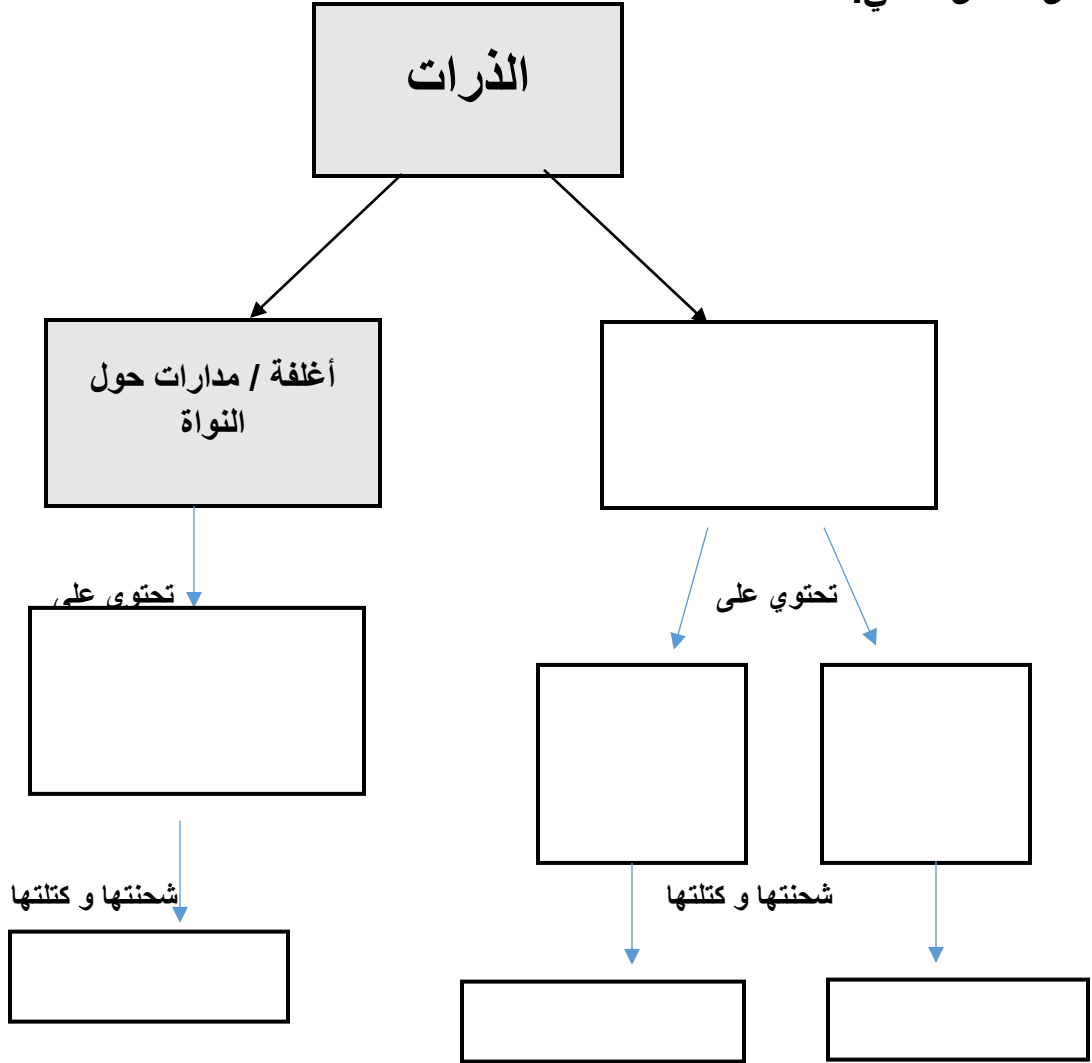 الذرات
أغلفة / مدارات حول
النواة
تحتوي على
تحتوي على
شحنتها و كتلتها
شحنتها و كتلتها